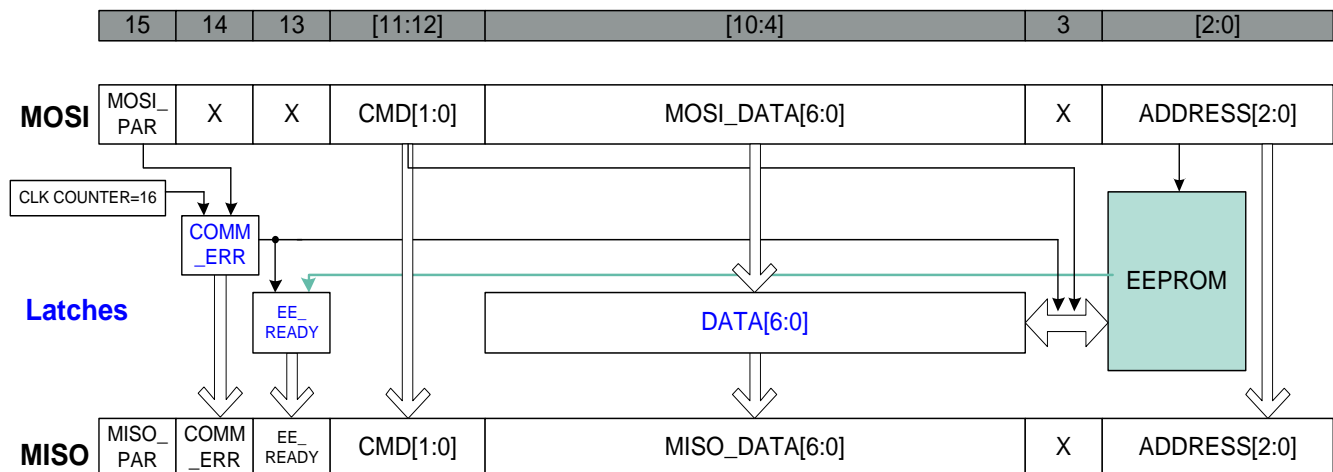 15 14 13 [11:12] [10:4] 3 [2:0]
MOSI MOSI_ PAR X X CMD[1:0] MOSI_DATA[6:0] X ADDRESS[2:0]
CLK COUNTER=16
COMM
_ERR
EEPROM
Latches
EE_
READY
DATA[6:0]
MISO MISO_ PAR COMM _ERR EE_ READY CMD[1:0] MISO_DATA[6:0] X ADDRESS[2:0]